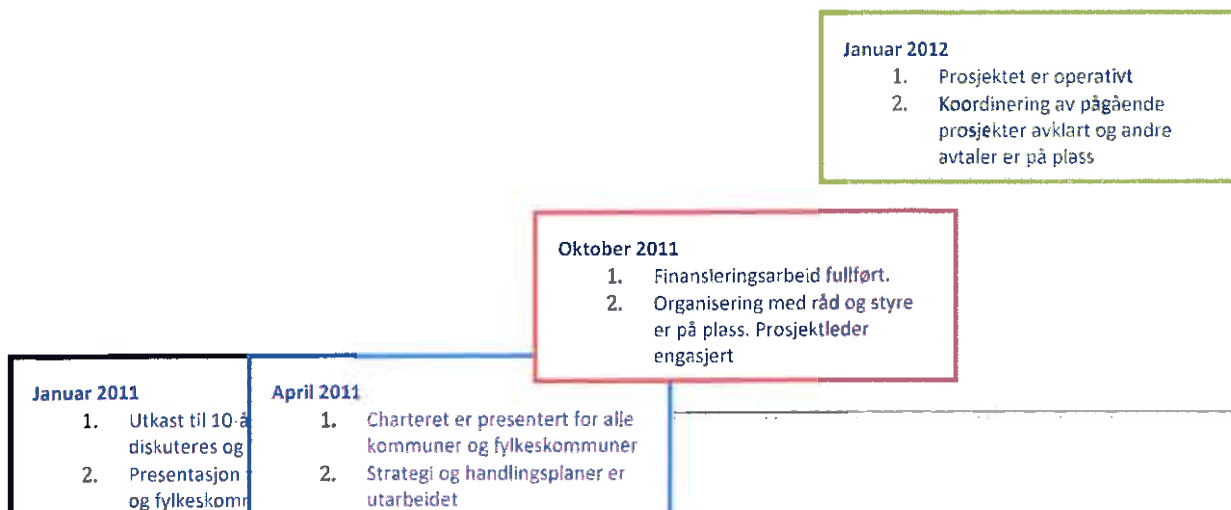 Januar 2012
1. Prosjektet er operativt
2. Koordinering av pågående
prosjekter avklart og andre
avtaler er på plass
Oktober 2011
1. Finansieringsarbeid fullført.
2. Organisering med råd og styre
er på plass. Prosjektleder
engasjert
Januar 2011
1. Utkast til 10-å
diskuteres og
2. Presentasjon
og fylkeskomr
April 2011
1. Charteret er presentert for alle
kommuner og fylkeskommuner
2. Strategi og handlingsplaner er
utarbeidet